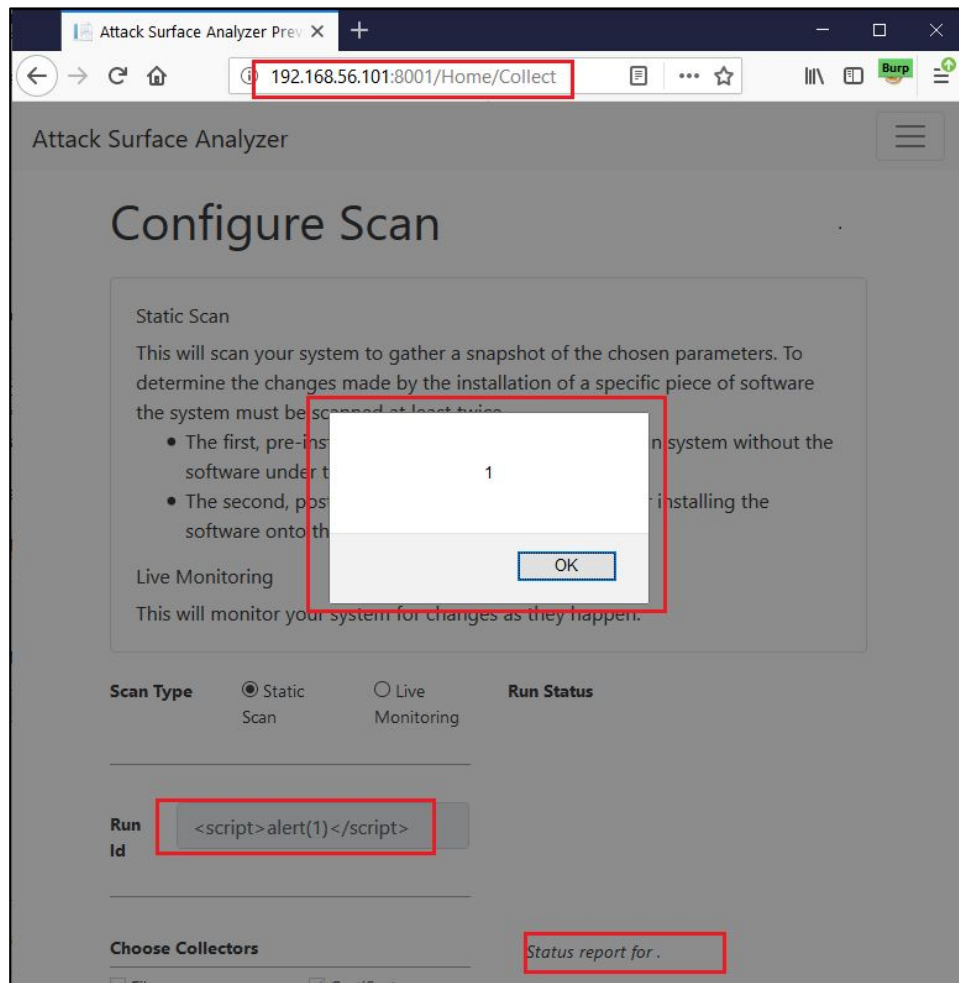 Attack Surface Analyzer Prev
192.168.56.101:8001/Home/Collect
Burp
Attack Surface Analyzer
Configure Scan
Static Scan
This will scan your system to gather a snapshot of the chosen parameters. To
determine the changes made by the installation of a specific piece of software
the system must be scanned at least twice
The first, pre-ins n system without the
software under t
The second, pos r installing the
software onto th
Live Monitoring
This will monitor your system for changes as they happen.
1
OK
Scan Type
Static
Scan
Live
Monitoring
Run Status
Run
Id
<script>alert(1)</script>
Choose Collectors
Status report for .